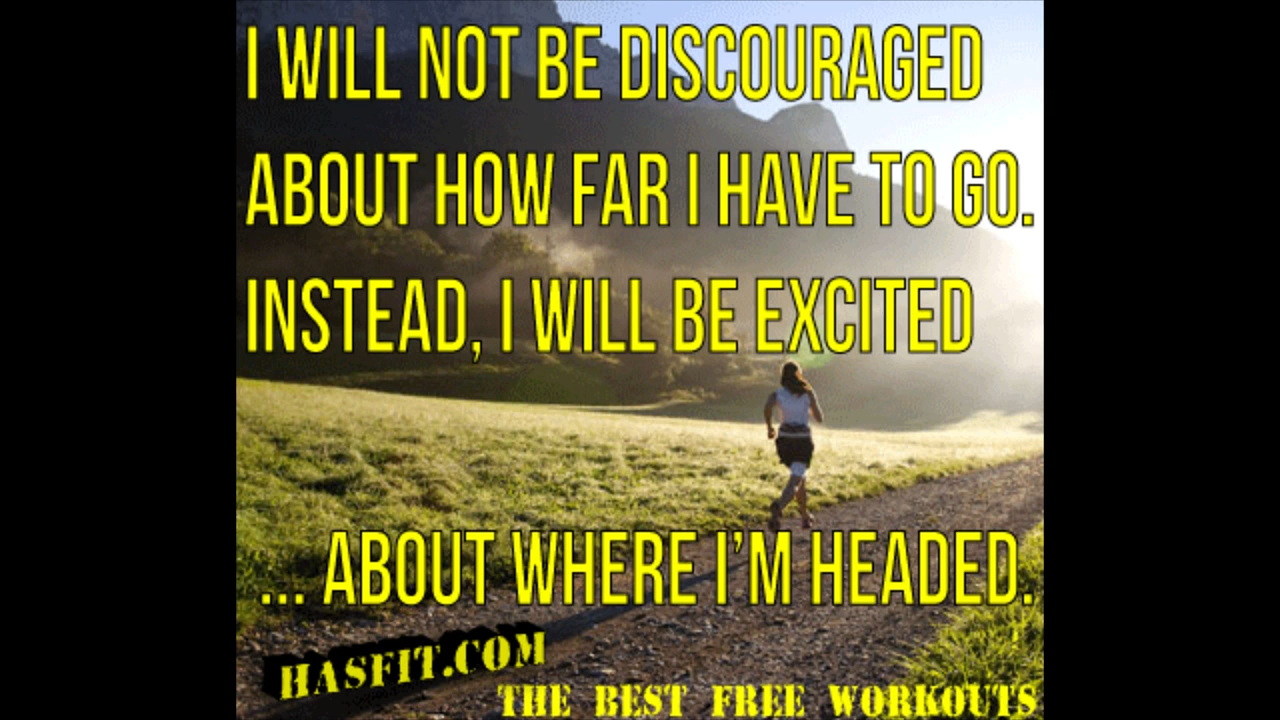 I WILL NOT BE DISCOURAGED
ABOUT HOW FAR I HAVE TO GO.
INSTEAD, I WILL BE EXCITED
... ABOUT WHERE I'M HEADED.
HASFIT.COM
THE BEST FREE WORKOUTS